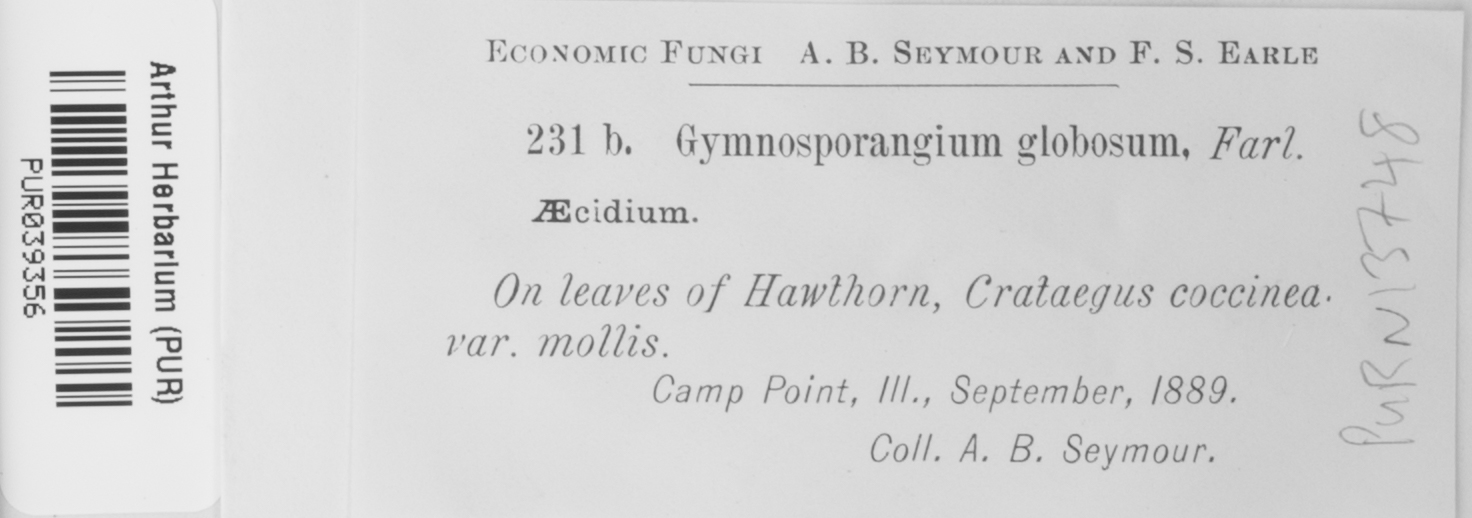 Arthur Herbarium (PUR)
PUR039356
ECONOMIC FUNGI A. B. SEYMOUR AND F. S. EARLE
231 b. Gymnosporangium globosum, Farl.
Æcidium.
On leaves of Hawthorn, Crataegus coccinea.
var. mollis.
Camp Point, Ill., September, 1889.
Coll. A. B. Seymour.
PURN13748